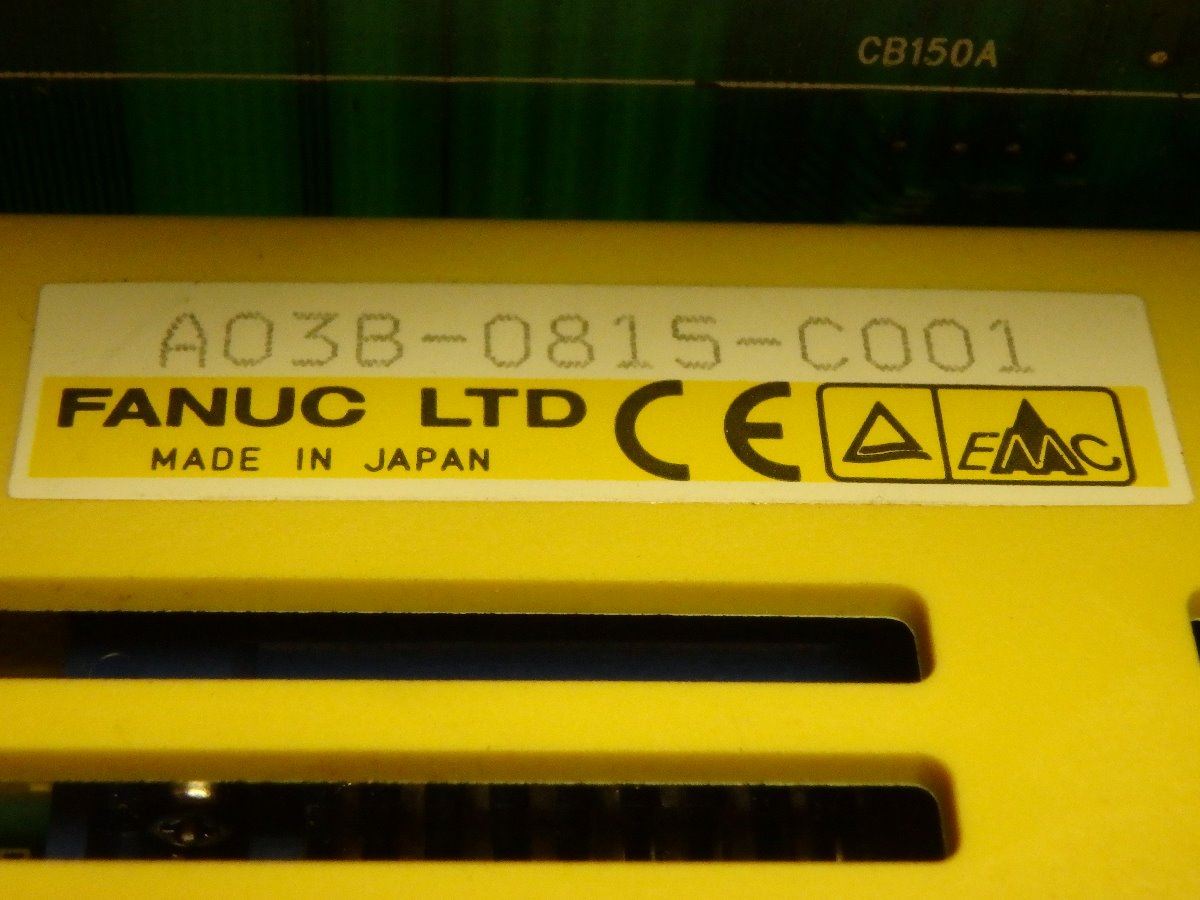 CB150A
A03B-0815-C001
FANUC LTD CE
MADE IN JAPAN
EMC